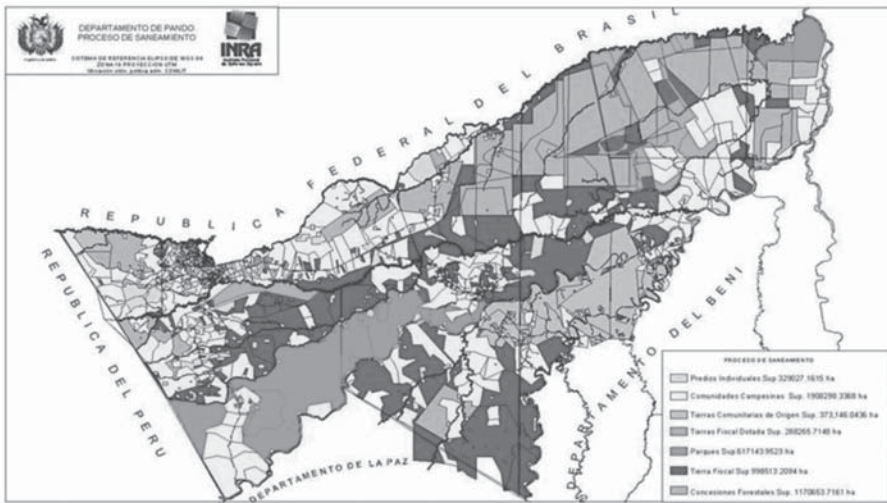 DEPARTAMENTO DE PANDO
PROCESO DE SANEAMIENTO
INRA
REPUBLICA FEDERAL DEL BRASIL
REPUBLICA DEL PERU
DEPARTAMENTO DEL BENI
DEPARTAMENTO DE LA PAZ
PROCESO DE SANEAMIENTO
Predios Individuales Sup 329027.1615 ha
Comunidades Campesinas Sup. 1908298.3368 ha
Tierras Comunitarias de Origen Sup. 373,146.0436 ha
Tierras Fiscal Dotada Sup. 268265.7148 ha
Parques Sup 617143.9523 ha
Tierra Fiscal Sup 998513.2094 ha
Concesiones Forestales Sup. 1170653.7161 ha